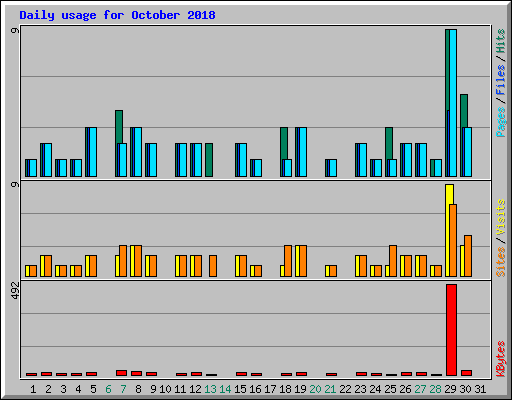 Daily usage for October 2018
9
Pages / Files / Hits
9
Sites / Visits
492
KBytes
1 2 3 4 5 6 7 8 9 10 11 12 13 14 15 16 17 18 19 20 21 22 23 24 25 26 27 28 29 30 31